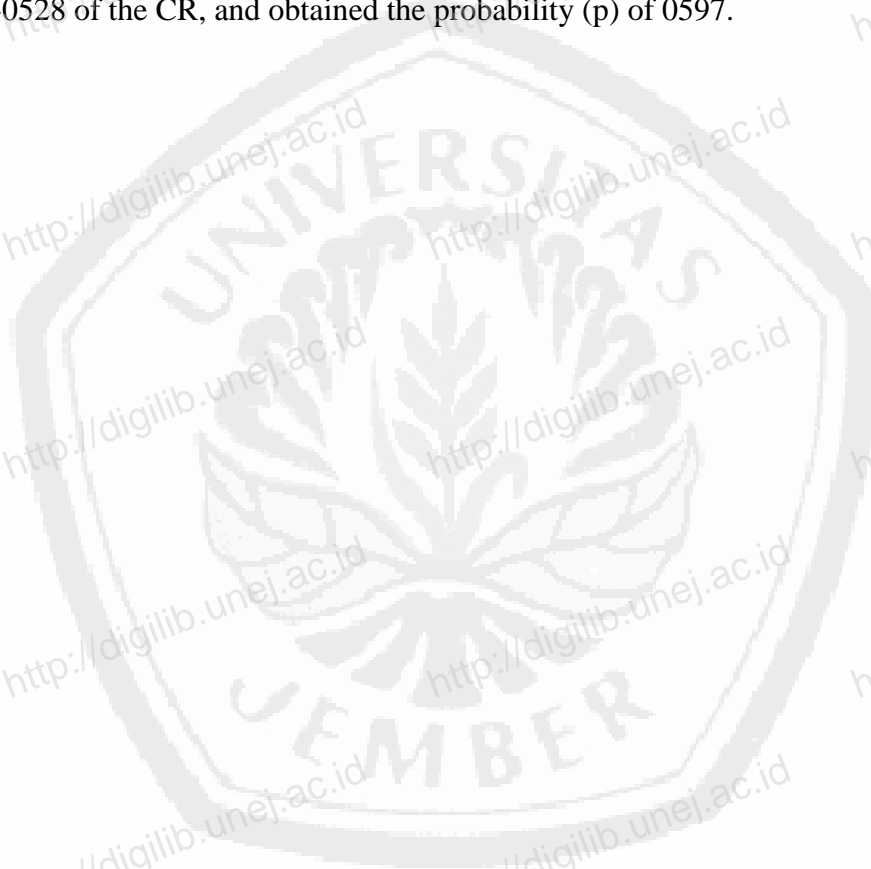 0528 of the CR, and obtained the probability (p) of 0597.
http://digilib.unej.ac.id
http://digilib.unej.ac.id
UNIVERSITAS
http://digilib.unej.ac.id
http://digilib.unej.ac.id
http://digilib.unej.ac.id
http://digilib.unej.ac.id
JEMBER
//digilib.unej.ac.id
//digilib.unej.ac.id